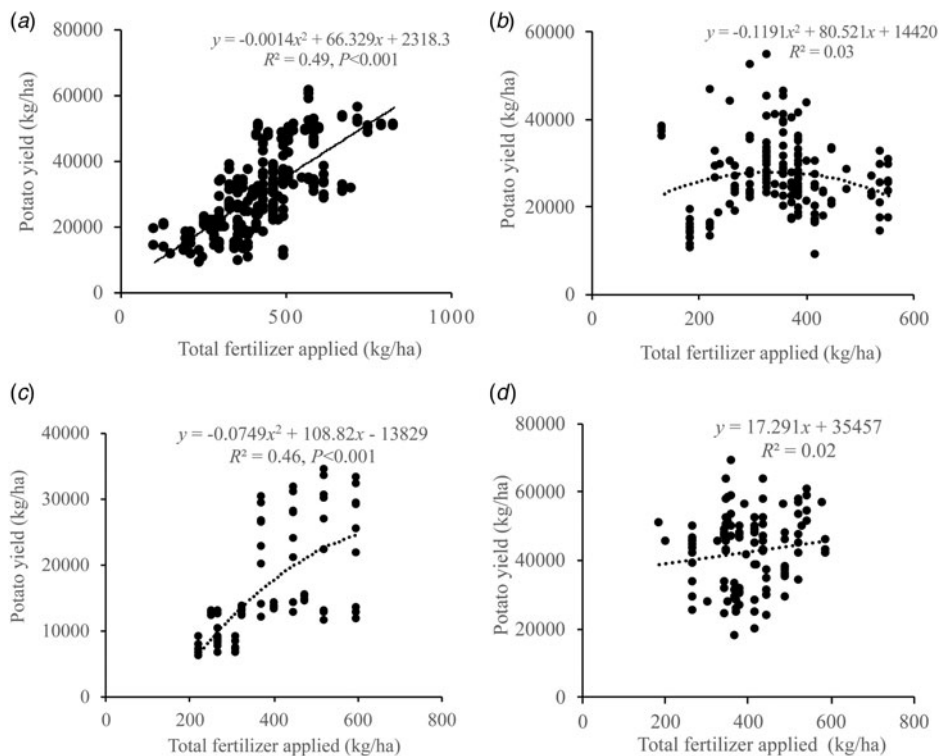 (a)
y = -0.0014x² + 66.329x + 2318.3
R² = 0.49, P<0.001
80000
60000
40000
20000
0
Potato yield (kg/ha)
0
500
1000
Total fertilizer applied (kg/ha)
(b)
y = -0.1191x² + 80.521x + 14420
R² = 0.03
60000
40000
20000
0
Potato yield (kg/ha)
0
200
400
600
Total fertilizer applied (kg/ha)
(c)
y = -0.0749x² + 108.82x - 13829
R² = 0.46, P<0.001
40000
30000
20000
10000
0
Potato yield (kg/ha)
0
200
400
600
800
Total fertilizer applied (kg/ha)
(d)
y = 17.291x + 35457
R² = 0.02
80000
60000
40000
20000
0
Potato yield (kg/ha)
0
200
400
600
800
Total fertilizer applied (kg/ha)